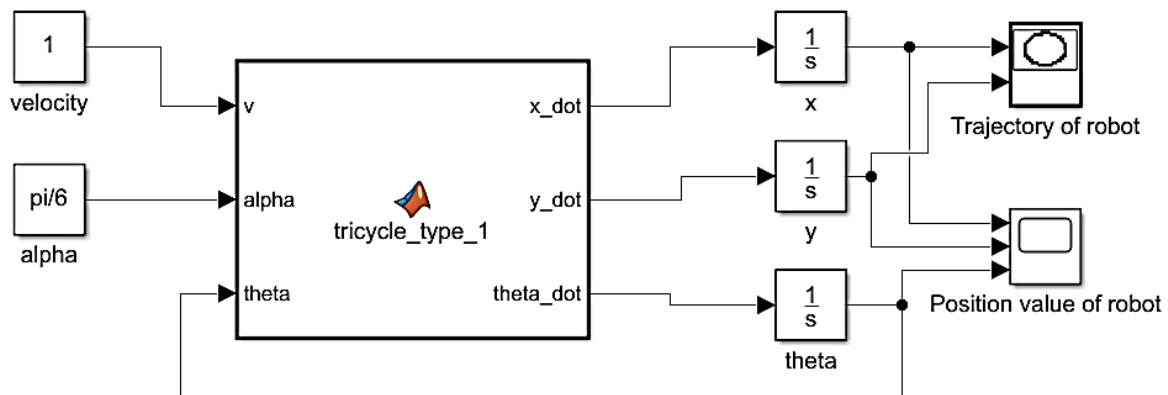 1
velocity
pi/6
alpha
v
alpha
theta
tricycle_type_1
x_dot
y_dot
theta_dot
1
s
x
1
s
y
1
s
theta
Trajectory of robot
Position value of robot